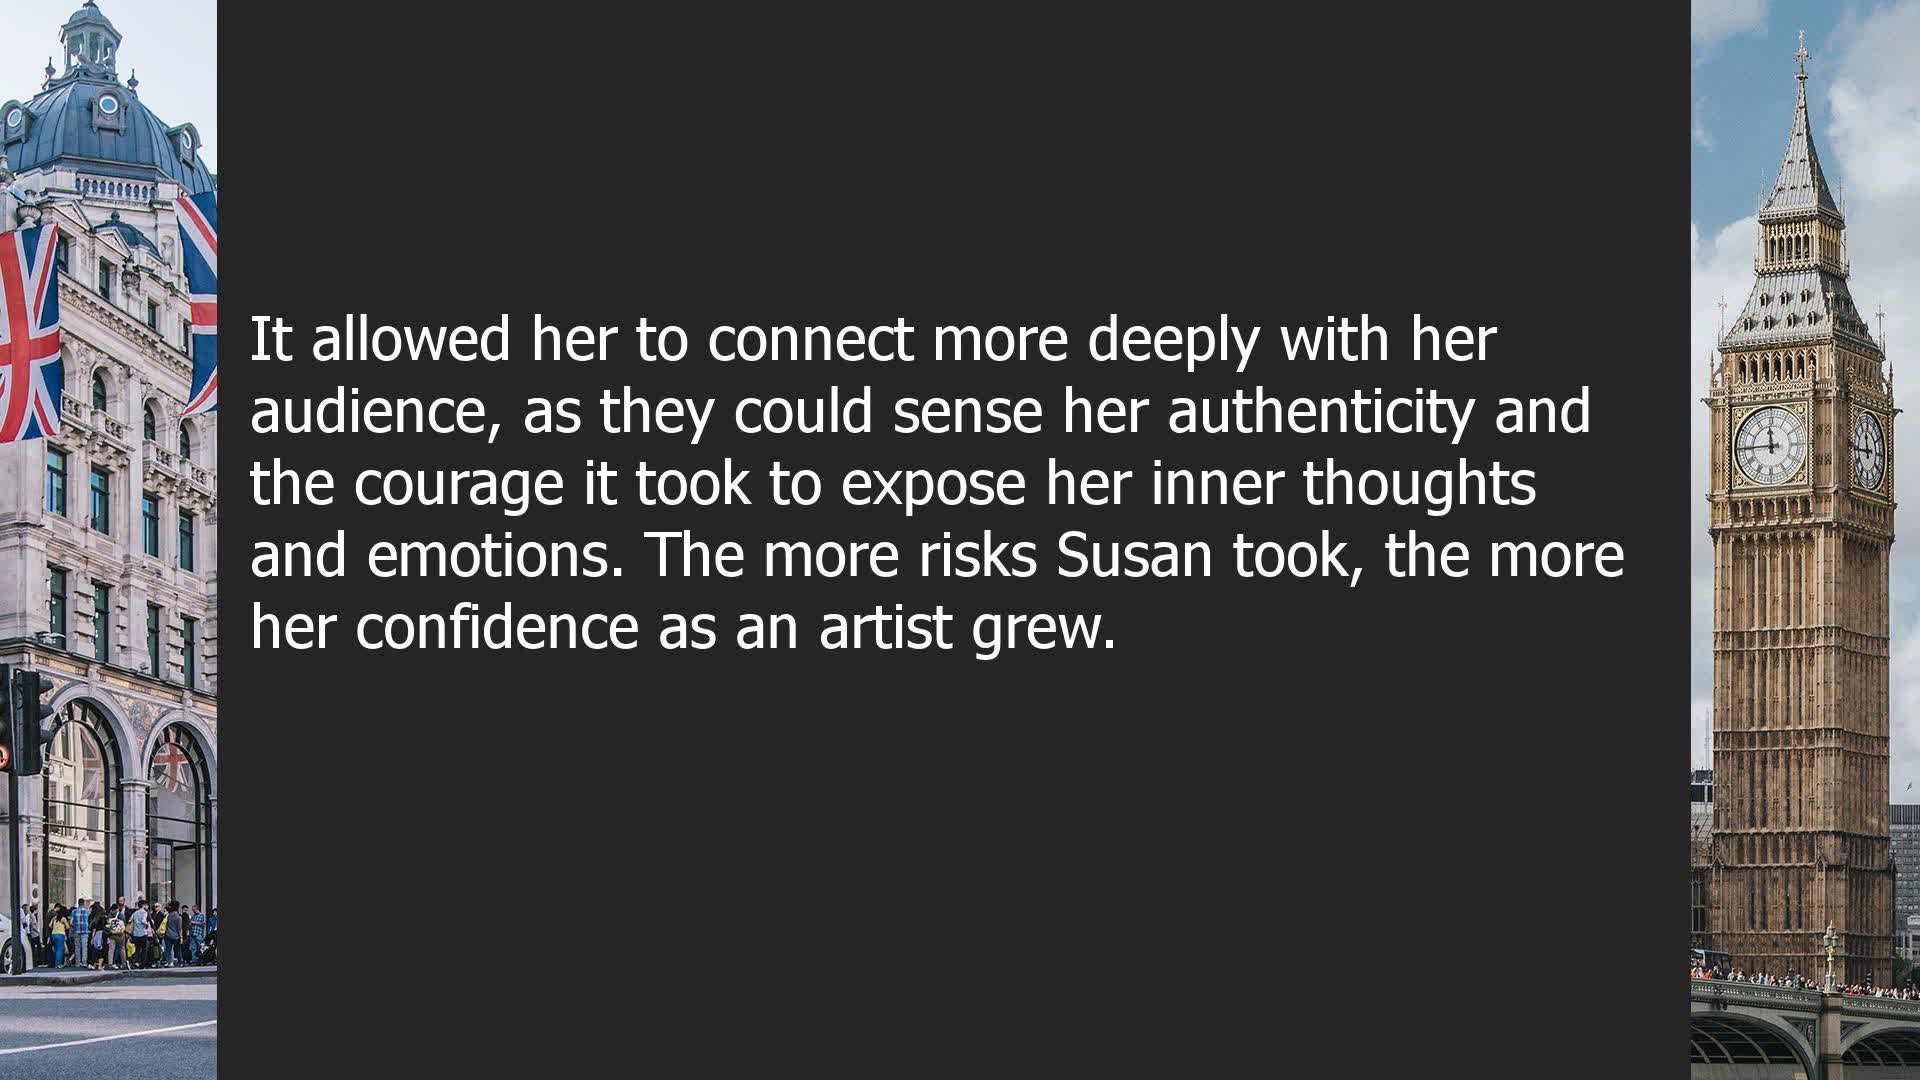 It allowed her to connect more deeply with her
audience, as they could sense her authenticity and
the courage it took to expose her inner thoughts
and emotions. The more risks Susan took, the more
her confidence as an artist grew.